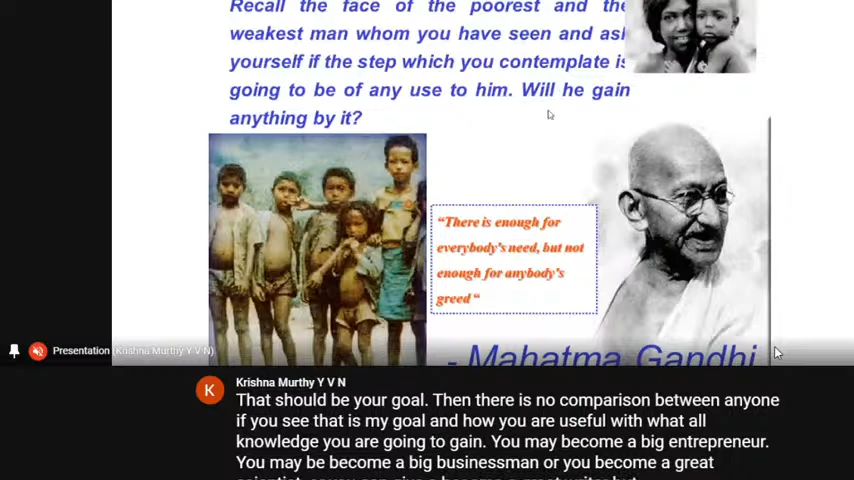 Recall the face of the poorest and the
weakest man whom you have seen and ask
yourself if the step which you contemplate is
going to be of any use to him. Will he gain
anything by it?
“There is enough for
everybody's need, but not
enough for anybody's
greed “
- Mahatma Gandhi
Presentation (Krishna Murthy Y V N)
K
Krishna Murthy Y V N
That should be your goal. Then there is no comparison between anyone
if you see that is my goal and how you are useful with what all
knowledge you are going to gain. You may become a big entrepreneur.
You may be become a big businessman or you become a great